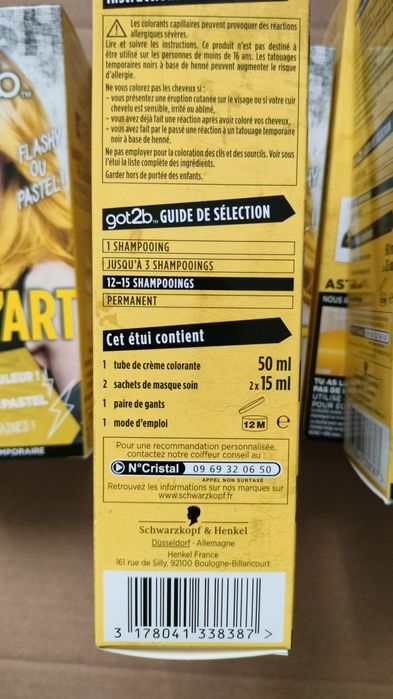 Les colorants capillaires peuvent provoquer des réactions
allergiques sévères.
Lire et suivre les instructions. Ce produit n'est pas destiné à
être utilisé sur les personnes de moins de 16 ans. Les tatouages
temporaires noirs à base de henné peuvent augmenter le risque
d'allergie.
Ne vous colorez pas les cheveux si :
– vous présentez une éruption cutanée sur le visage ou si votre cuir
chevelu est sensible, irrité ou abîmé,
– vous avez déjà fait une réaction après avoir coloré vos cheveux,
– vous avez fait par le passé une réaction à un tatouage temporaire
noir à base de henné.
Ne pas employer pour la coloration des cils et des sourcils. Voir sous
l'étui la liste complète des ingrédients.
Garder hors de portée des enfants.
got2b™ GUIDE DE SÉLECTION
1 SHAMPOOING
JUSQU'À 3 SHAMPOOINGS
12–15 SHAMPOOINGS
PERMANENT
Cet étui contient
1 tube de crème colorante 50 ml
2 sachets de masque soin 2 x 15 ml
1 paire de gants
1 mode d'emploi
12 M e
Pour une recommandation personnalisée,
contactez notre coiffeur conseil au :
N°Cristal 09 69 32 06 50
APPEL NON SURTAXE
Retrouvez les informations sur nos marques sur
www.schwarzkopf.fr
Schwarzkopf & Henkel
Düsseldorf · Allemagne
Henkel France
161 rue de Silly, 92100 Boulogne-Billancourt
3 178041 338387 >
FLASHY
OU
PASTEL!
'ART
PASTEL